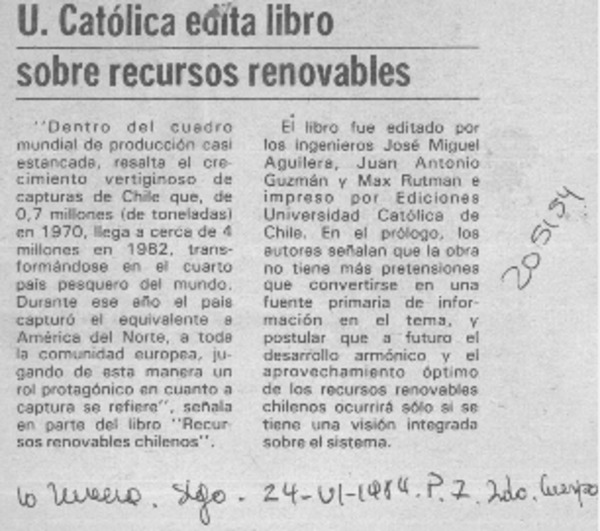 U. Católica edita libro
sobre recursos renovables
"Dentro del cuadro
mundial de producción casi
estancada, resalta el cre-
cimiento vertiginoso de
capturas de Chile que, de
0,7 millones (de toneladas)
en 1970, llega a cerca de 4
millones en 1982, trans-
formándose en el cuarto
país pesquero del mundo.
Durante ese año el país
capturó el equivalente a
América del Norte, a toda
la comunidad europea, ju-
gando de esta manera un
rol protagónico en cuanto a
captura se refiere", señala
en parte del libro "Recur-
sos renovables chilenos".
El libro fue editado por
los ingenieros José Miguel
Aguilera, Juan Antonio
Guzmán y Max Rutman e
impreso por Ediciones
Universidad Católica de
Chile. En el prólogo, los
autores señalan que la obra
no tiene más pretensiones
que convertirse en una
fuente primaria de infor-
mación en el tema, y
postular que a futuro el
desarrollo armónico y el
aprovechamiento óptimo
de los recursos renovables
chilenos ocurrirá sólo si se
tiene una visión integrada
sobre el sistema.
205154
Stgo. 24-VI-1984. P. 7. 2do. Cuerpo